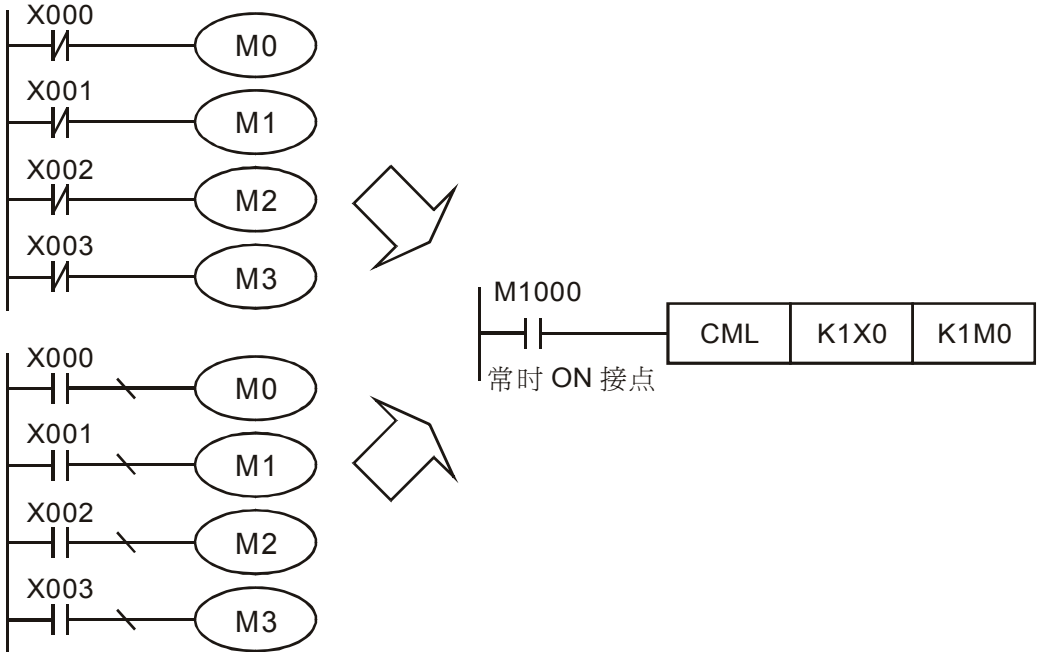 X000
M0
X001
M1
X002
M2
X003
M3
M1000
CML K1X0 K1M0
常时 ON 接点
X000
M0
X001
M1
X002
M2
X003
M3